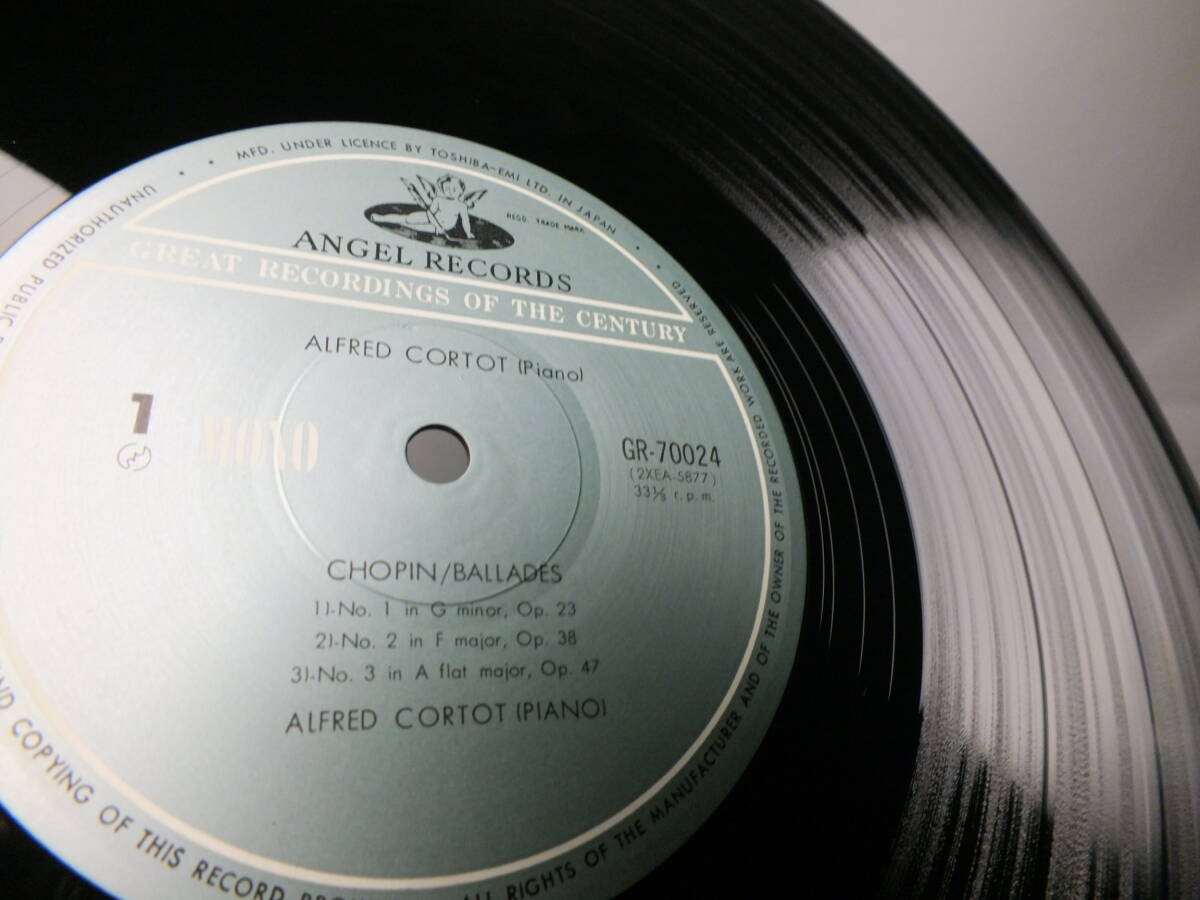 MFD. UNDER LICENCE BY TOSHIBA-EMI LTD. IN JAPAN
REGD. TRADE MARK
ANGEL RECORDS
GREAT RECORDINGS OF THE CENTURY
ALFRED CORTOT (Piano)
1
MONO
GR-70024
(2XEA-5877)
33⅓ r.p.m.
CHOPIN/BALLADES
1)-No. 1 in G minor, Op. 23
2)-No. 2 in F major, Op. 38
3)-No. 3 in A flat major, Op. 47
ALFRED CORTOT (PIANO)
ALL RIGHTS OF THE MANUFACTURER AND OF THE OWNER OF THE RECORDED WORK ARE RESERVED
UNAUTHORIZED PUBLIC
AND COPYING OF THIS RECORD